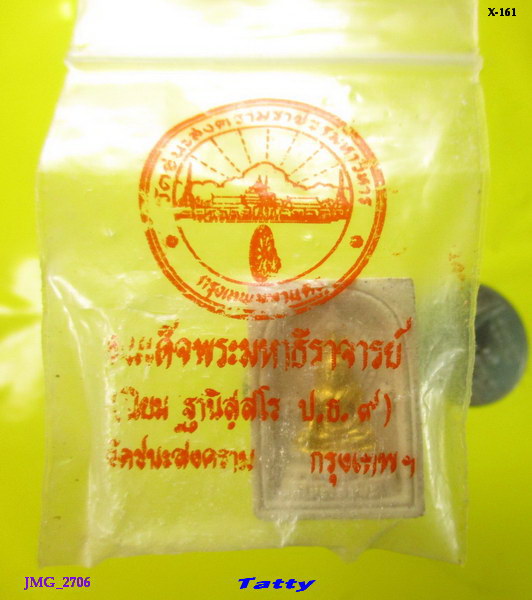 X-161
วัดชนะสงครามราชวรมหาวิหาร
กรุงเทพมหานคร
สมเด็จพระมหาธีราจารย์
(นิยม ฐานิสฺสโร ป.ธ. ๙)
วัดชนะสงคราม กรุงเทพฯ
JMG_2706
Tatty